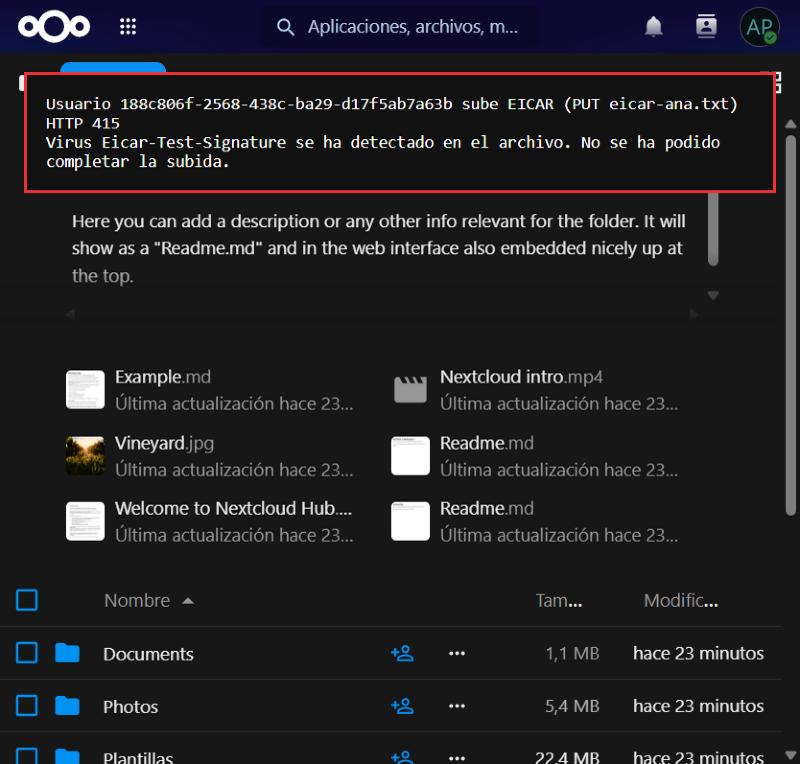 Aplicaciones, archivos, m...
AP
Usuario 188c806f-2568-438c-ba29-d17f5ab7a63b sube EICAR (PUT eicar-ana.txt)
HTTP 415
Virus Eicar-Test-Signature se ha detectado en el archivo. No se ha podido
completar la subida.
Here you can add a description or any other info relevant for the folder. It will
show as a "Readme.md" and in the web interface also embedded nicely up at
the top.
Example.md
Última actualización hace 23...
Nextcloud intro.mp4
Última actualización hace 23...
Vineyard.jpg
Última actualización hace 23...
Readme.md
Última actualización hace 23...
Welcome to Nextcloud Hub....
Última actualización hace 23...
Readme.md
Última actualización hace 23...
Nombre Tam... Modific...
Documents 1,1 MB hace 23 minutos
Photos 5,4 MB hace 23 minutos
Plantillas 22,4 MB hace 23 minutos